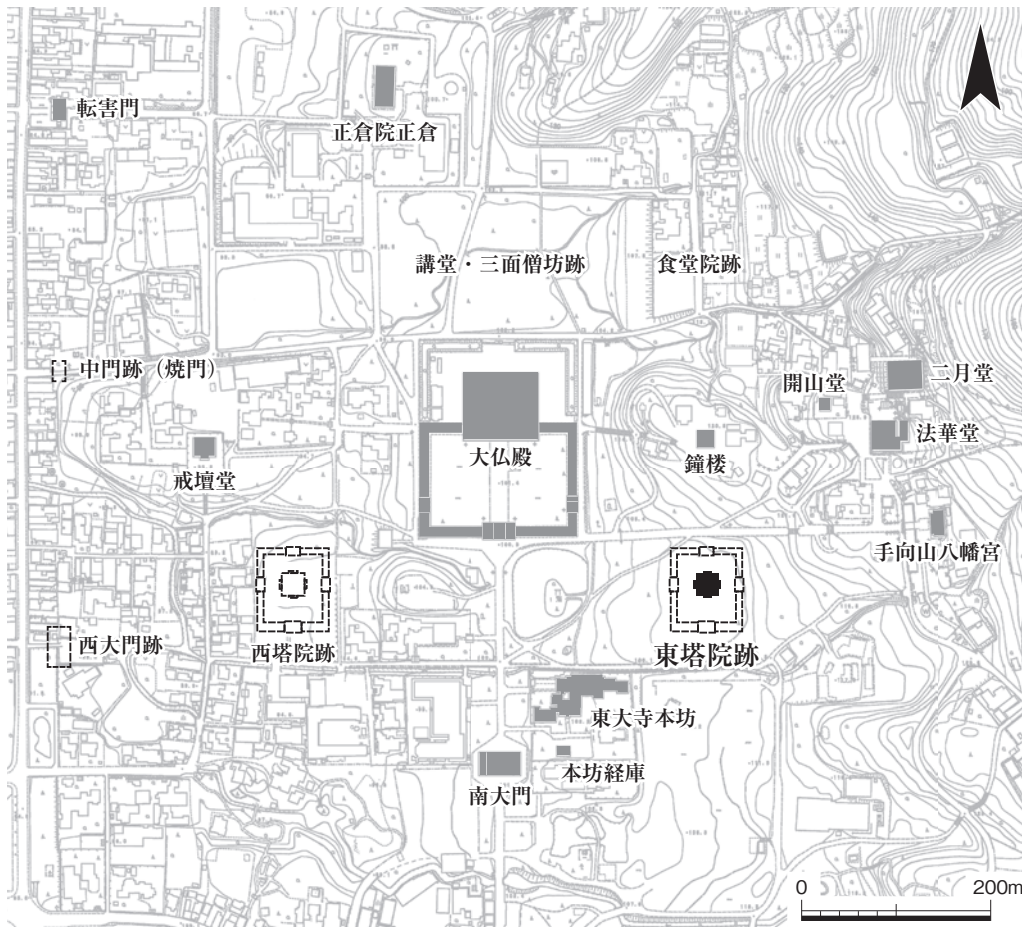 転害門
正倉院正倉
講堂・三面僧坊跡
食堂院跡
中門跡（焼門）
開山堂
二月堂
法華堂
大仏殿
鐘楼
戒壇堂
手向山八幡宮
西大門跡
西塔院跡
東塔院跡
東大寺本坊
本坊経庫
南大門
0
200m